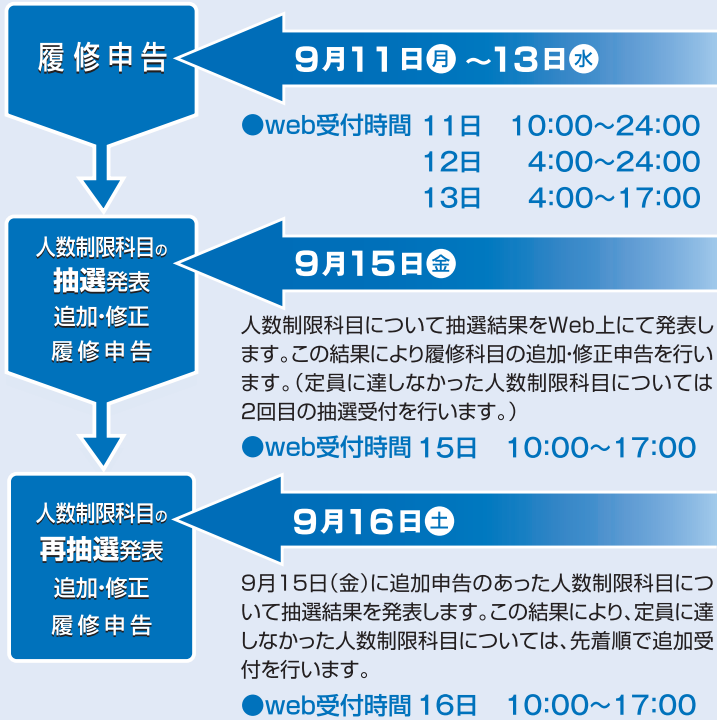 履修申告
9月11日月 ～13日水
●web受付時間 11日 10:00～24:00
12日 4:00～24:00
13日 4:00～17:00
人数制限科目の
抽選発表
追加・修正
履修申告
9月15日金
人数制限科目について抽選結果をWeb上にて発表し
ます。この結果により履修科目の追加・修正申告を行い
ます。（定員に達しなかった人数制限科目については
2回目の抽選受付を行います。）
●web受付時間 15日 10:00～17:00
人数制限科目の
再抽選発表
追加・修正
履修申告
9月16日土
9月15日（金）に追加申告のあった人数制限科目につ
いて抽選結果を発表します。この結果により、定員に達
しなかった人数制限科目については、先着順で追加受
付を行います。
●web受付時間 16日 10:00～17:00